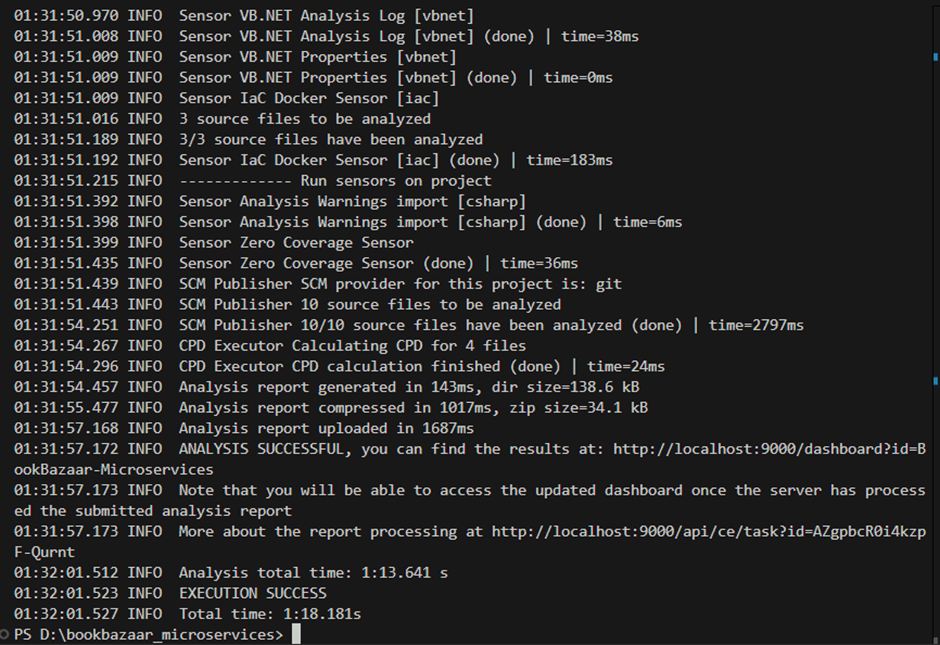 01:31:50.970 INFO  Sensor VB.NET Analysis Log [vbnet]
01:31:51.008 INFO  Sensor VB.NET Analysis Log [vbnet] (done) | time=38ms
01:31:51.009 INFO  Sensor VB.NET Properties [vbnet]
01:31:51.009 INFO  Sensor VB.NET Properties [vbnet] (done) | time=0ms
01:31:51.009 INFO  Sensor IaC Docker Sensor [iac]
01:31:51.016 INFO  3 source files to be analyzed
01:31:51.189 INFO  3/3 source files have been analyzed
01:31:51.192 INFO  Sensor IaC Docker Sensor [iac] (done) | time=183ms
01:31:51.215 INFO  ------------- Run sensors on project
01:31:51.392 INFO  Sensor Analysis Warnings import [csharp]
01:31:51.398 INFO  Sensor Analysis Warnings import [csharp] (done) | time=6ms
01:31:51.399 INFO  Sensor Zero Coverage Sensor
01:31:51.435 INFO  Sensor Zero Coverage Sensor (done) | time=36ms
01:31:51.439 INFO  SCM Publisher SCM provider for this project is: git
01:31:51.443 INFO  SCM Publisher 10 source files to be analyzed
01:31:54.251 INFO  SCM Publisher 10/10 source files have been analyzed (done) | time=2797ms
01:31:54.267 INFO  CPD Executor Calculating CPD for 4 files
01:31:54.296 INFO  CPD Executor CPD calculation finished (done) | time=24ms
01:31:54.457 INFO  Analysis report generated in 143ms, dir size=138.6 kB
01:31:55.477 INFO  Analysis report compressed in 1017ms, zip size=34.1 kB
01:31:57.168 INFO  Analysis report uploaded in 1687ms
01:31:57.172 INFO  ANALYSIS SUCCESSFUL, you can find the results at: http://localhost:9000/dashboard?id=B
ookBazaar-Microservices
01:31:57.173 INFO  Note that you will be able to access the updated dashboard once the server has process
ed the submitted analysis report
01:31:57.173 INFO  More about the report processing at http://localhost:9000/api/ce/task?id=AZgpbcR0i4kzp
F-Qurnt
01:32:01.512 INFO  Analysis total time: 1:13.641 s
01:32:01.523 INFO  EXECUTION SUCCESS
01:32:01.527 INFO  Total time: 1:18.181s
PS D:\bookbazaar_microservices>